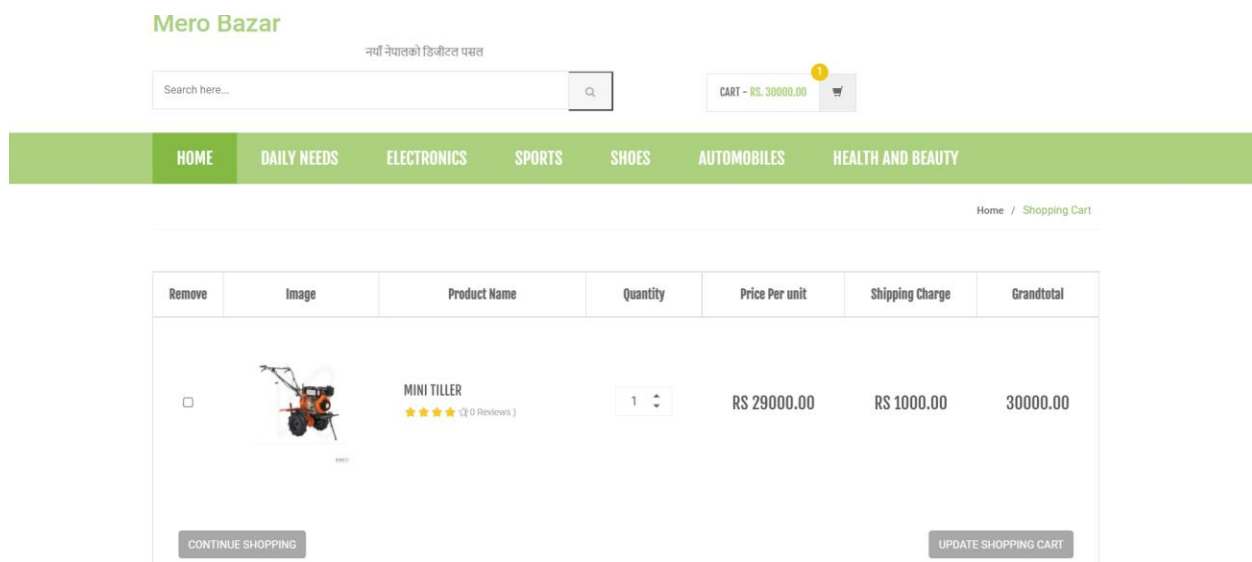 Mero Bazar
नयाँ नेपालको डिजीटल पसल
Search here...
CART - RS. 30000.00
1
HOME DAILY NEEDS ELECTRONICS SPORTS SHOES AUTOMOBILES HEALTH AND BEAUTY
Home / Shopping Cart
Remove Image Product Name Quantity Price Per unit Shipping Charge Grandtotal
MINI TILLER
(0 Reviews )
1 RS 29000.00 RS 1000.00 30000.00
CONTINUE SHOPPING UPDATE SHOPPING CART